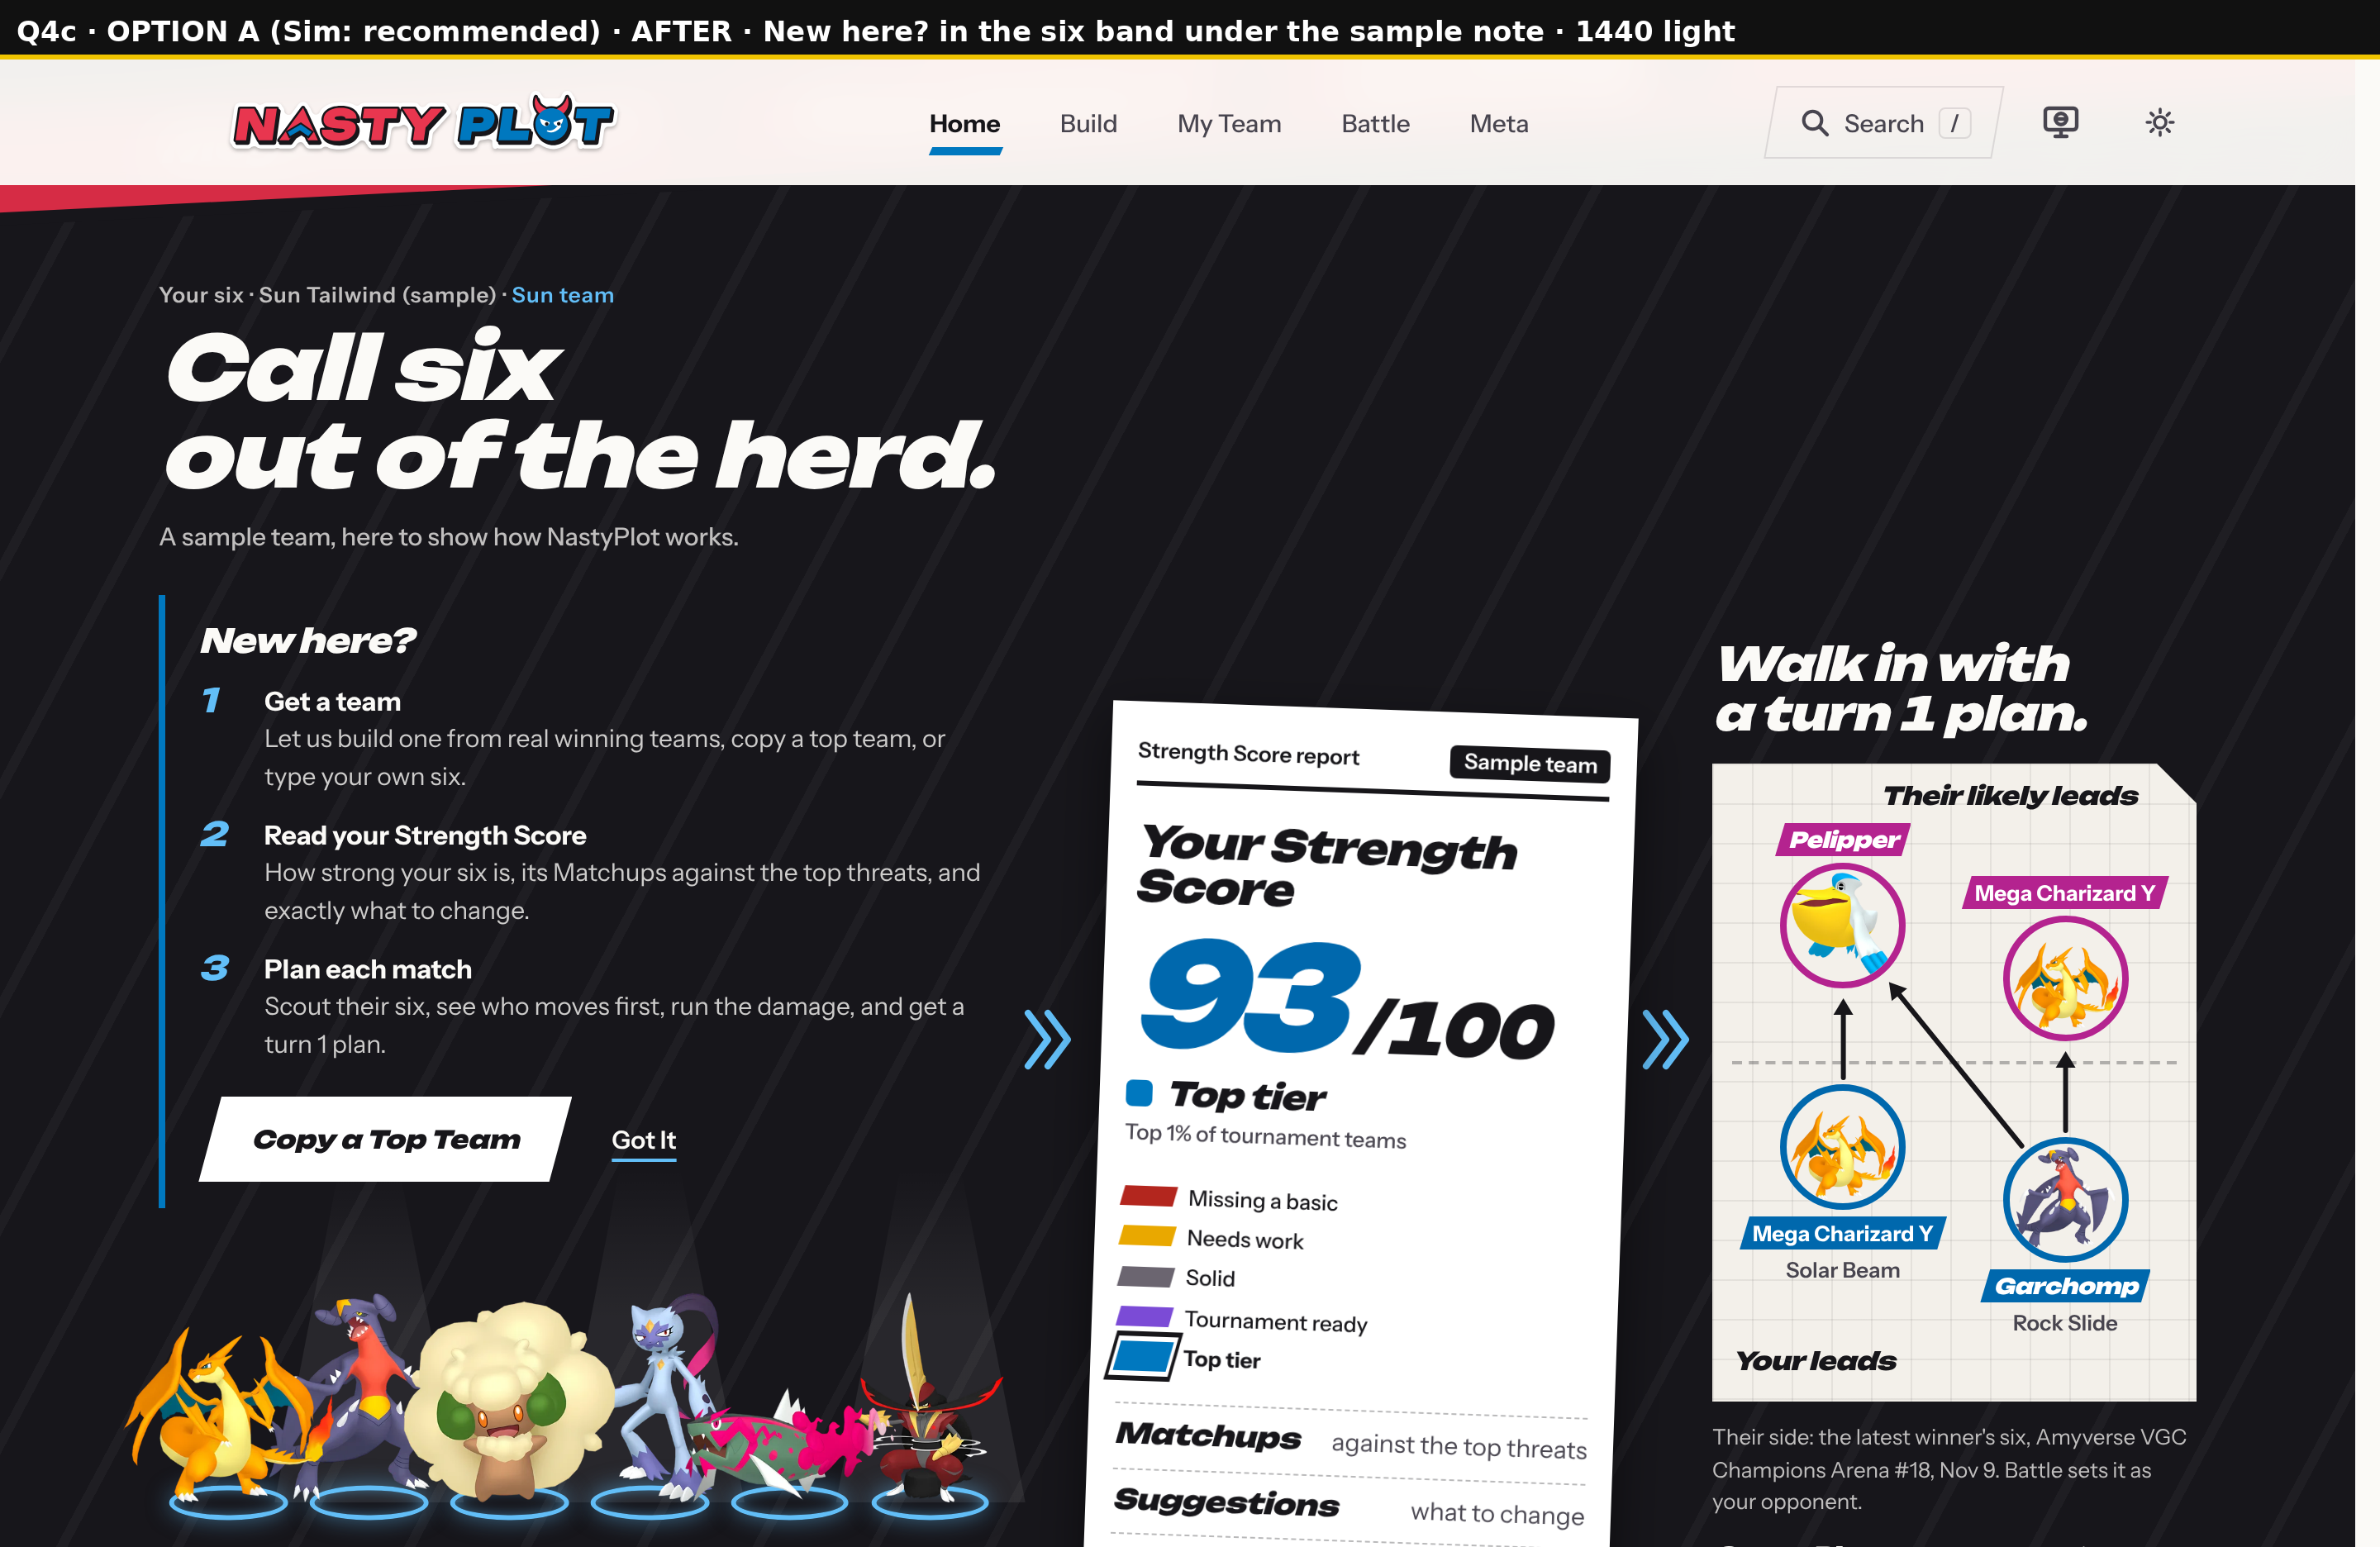 Q4c · OPTION A (Sim: recommended) · AFTER · New here? in the six band under the sample note · 1440 light
NASTY PLOT
Home
Build
My Team
Battle
Meta
Search /
Your six · Sun Tailwind (sample) · Sun team
Call six
out of the herd.
A sample team, here to show how NastyPlot works.
New here?
1 Get a team
Let us build one from real winning teams, copy a top team, or
type your own six.
2 Read your Strength Score
How strong your six is, its Matchups against the top threats, and
exactly what to change.
3 Plan each match
Scout their six, see who moves first, run the damage, and get a
turn 1 plan.
Copy a Top Team
Got It
Strength Score report
Sample team
Your Strength
Score
93/100
Top tier
Top 1% of tournament teams
Missing a basic
Needs work
Solid
Tournament ready
Top tier
Matchups against the top threats
Suggestions what to change
Walk in with
a turn 1 plan.
Their likely leads
Pelipper
Mega Charizard Y
Mega Charizard Y
Solar Beam
Garchomp
Rock Slide
Your leads
Their side: the latest winner's six, Amyverse VGC
Champions Arena #18, Nov 9. Battle sets it as
your opponent.